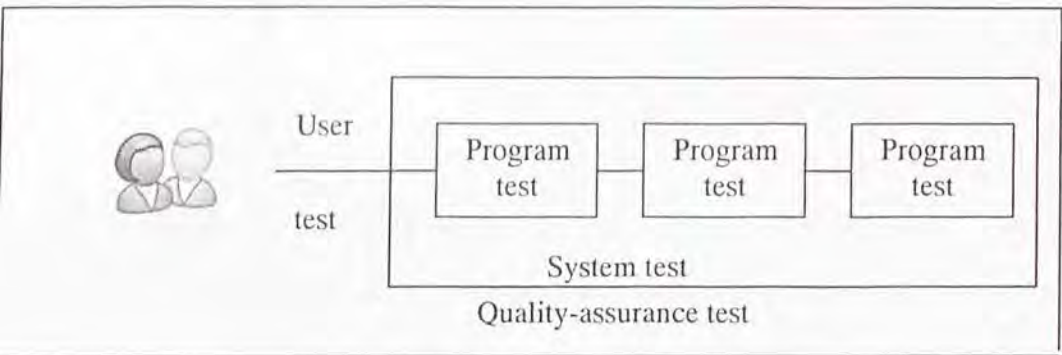 User
test
Program
test
Program
test
Program
test
System test
Quality-assurance test